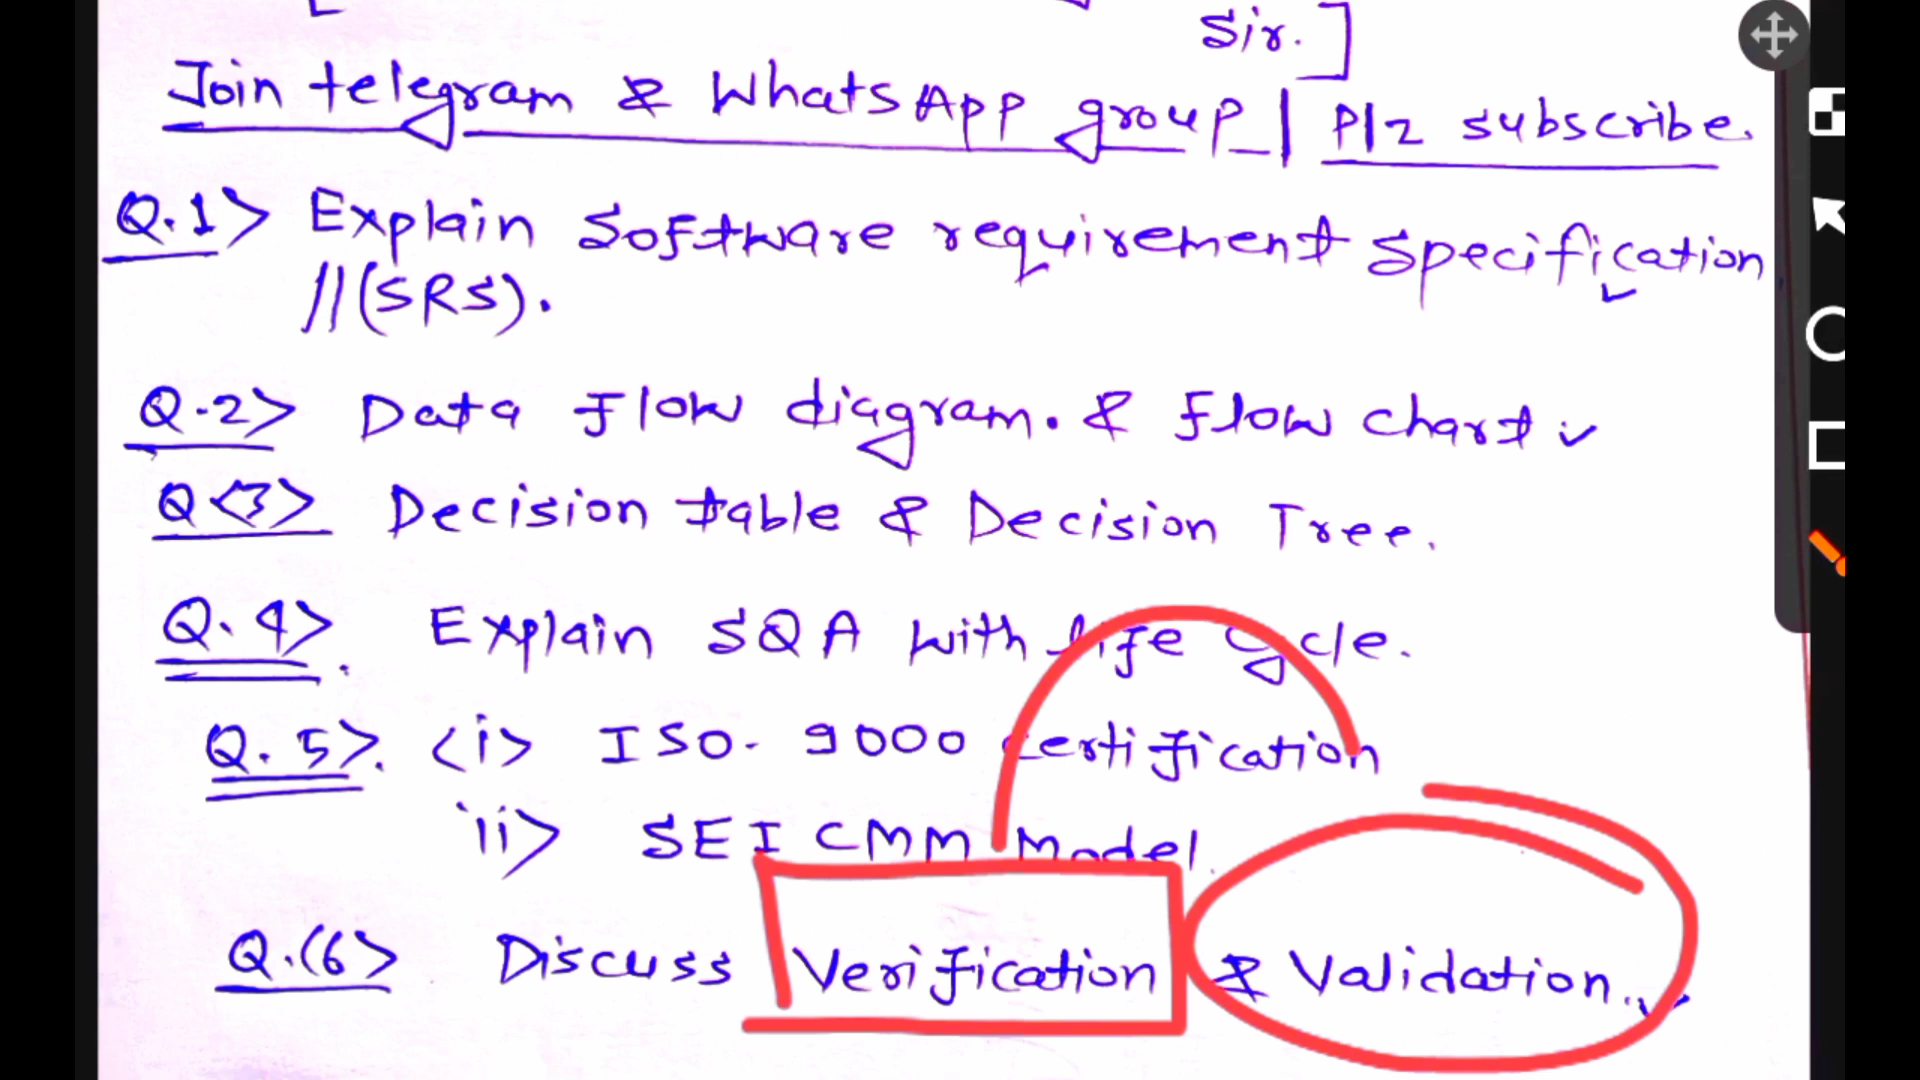 Sir.]
Join telegram & WhatsApp group | Plz subscribe.
Q.1> Explain Software requirement specification
//(SRS).
Q.2> Data flow diagram. & flow chart
Q<3> Decision table & Decision Tree.
Q.4> Explain SQA with life cycle.
Q.5>. <i> ISO- 9000 certification
ii> SEI CMM Model.
Q.(6> Discuss Verification & Validation.